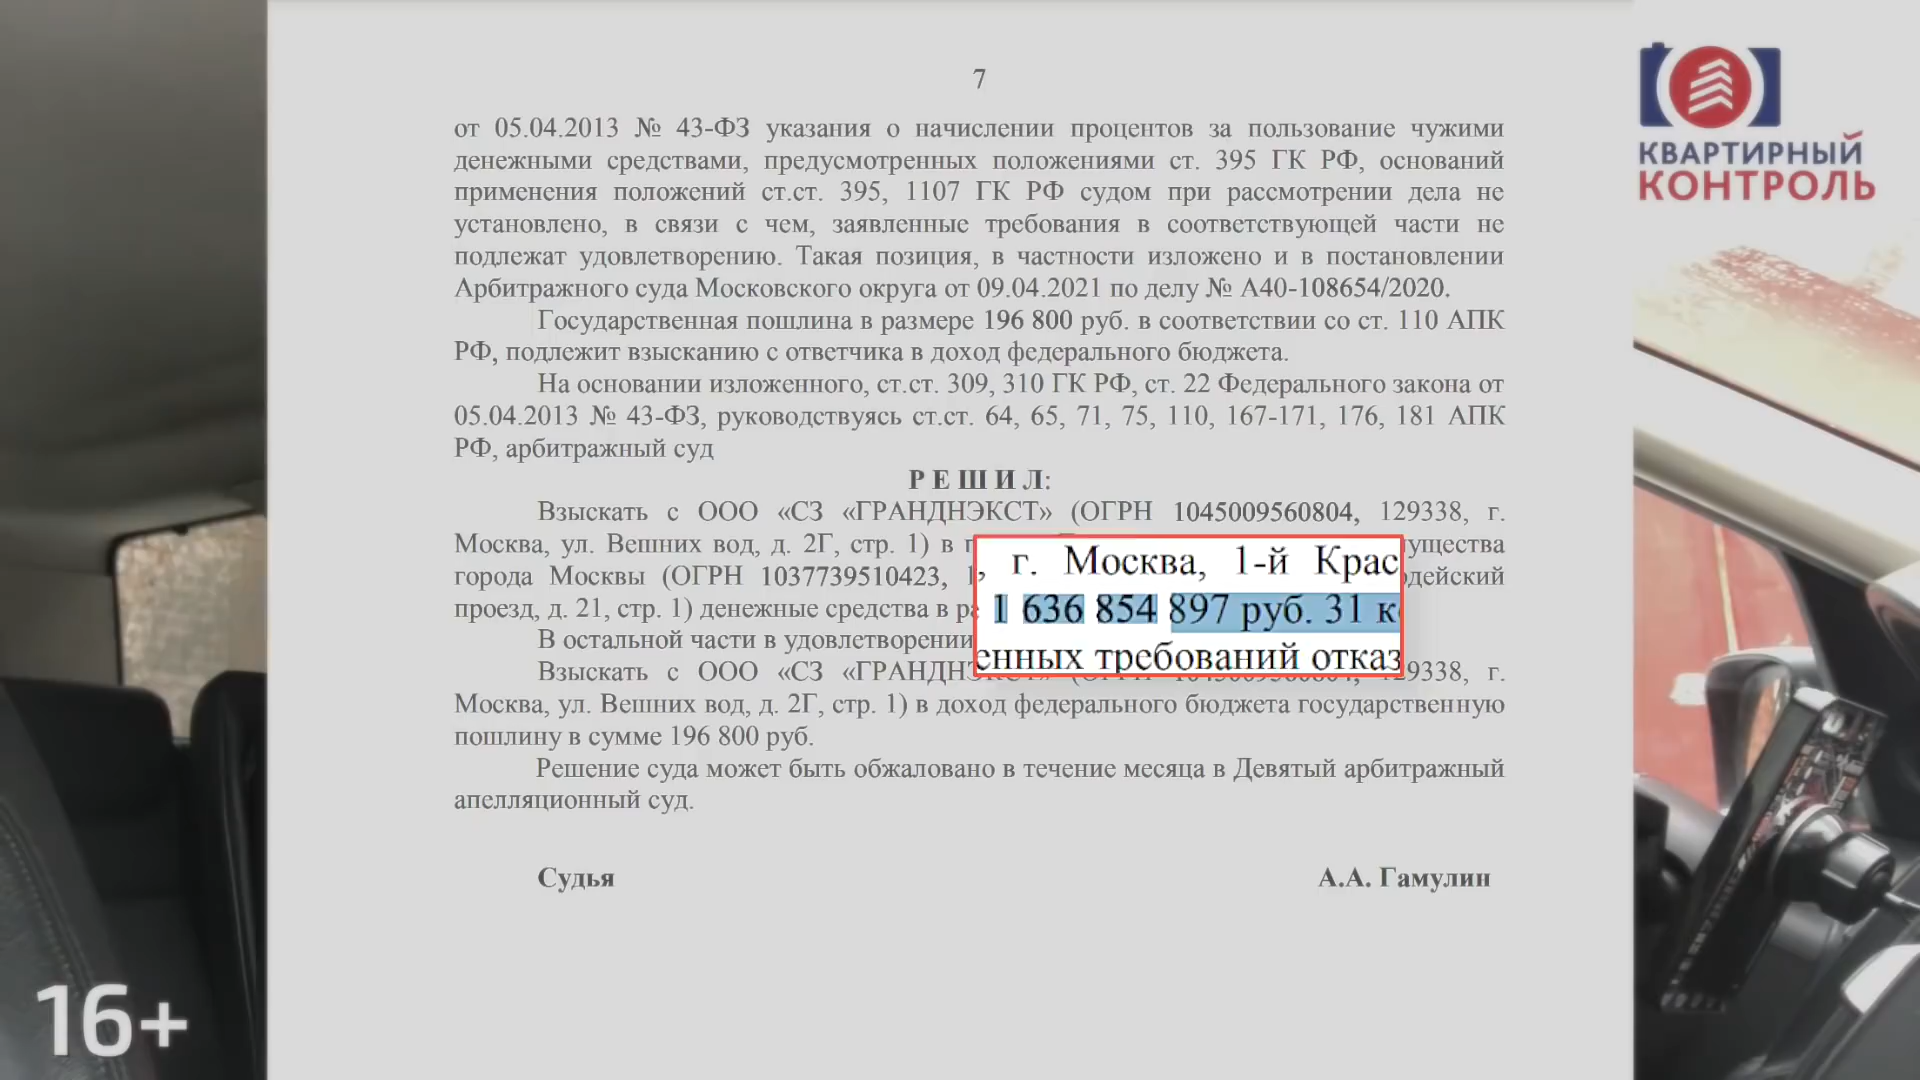 7
от 05.04.2013 № 43-ФЗ указания о начислении процентов за пользование чужими
денежными средствами, предусмотренных положениями ст. 395 ГК РФ, оснований
применения положений ст.ст. 395, 1107 ГК РФ судом при рассмотрении дела не
установлено, в связи с чем, заявленные требования в соответствующей части не
подлежат удовлетворению. Такая позиция, в частности изложено и в постановлении
Арбитражного суда Московского округа от 09.04.2021 по делу № А40-108654/2020.
Государственная пошлина в размере 196 800 руб. в соответствии со ст. 110 АПК
РФ, подлежит взысканию с ответчика в доход федерального бюджета.
На основании изложенного, ст.ст. 309, 310 ГК РФ, ст. 22 Федерального закона от
05.04.2013 № 43-ФЗ, руководствуясь ст.ст. 64, 65, 71, 75, 110, 167-171, 176, 181 АПК
РФ, арбитражный суд
Р Е Ш И Л:
Взыскать с ООО «СЗ «ГРАНДНЭКСТ» (ОГРН 1045009560804, 129338, г.
Москва, ул. Вешних вод, д. 2Г, стр. 1) в
города Москвы (ОГРН 1037739510423,
проезд, д. 21, стр. 1) денежные средства в
В остальной части в удовлетворении
, г. Москва, 1-й Крас
1 636 854 897 руб. 31 к
енных требований отказ
Взыскать с ООО «СЗ «ГРАНДНЭКСТ» (ОГРН 1045009560804, 129338, г.
Москва, ул. Вешних вод, д. 2Г, стр. 1) в доход федерального бюджета государственную
пошлину в сумме 196 800 руб.
Решение суда может быть обжаловано в течение месяца в Девятый арбитражный
апелляционный суд.
Судья А.А. Гамулин
КВАРТИРНЫЙ
КОНТРОЛЬ
16+